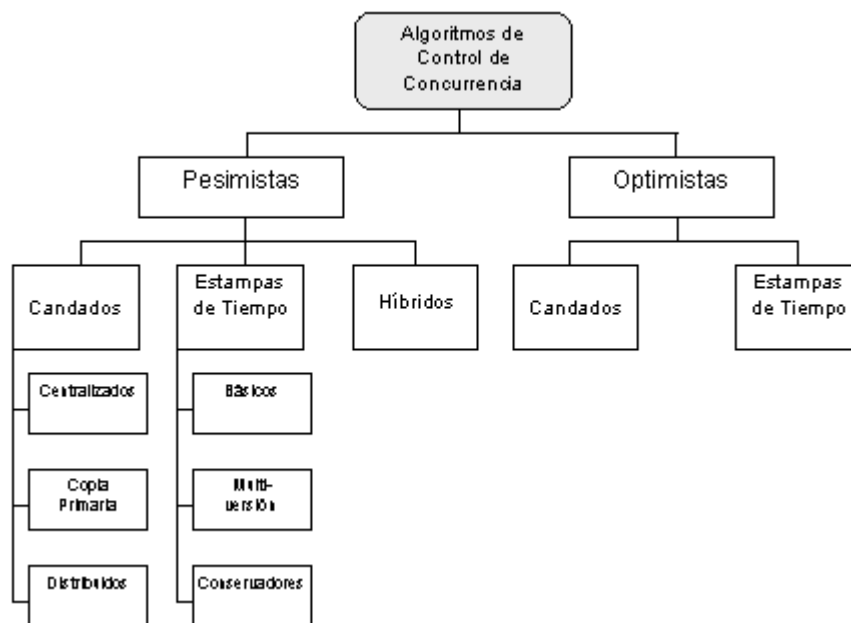 Algoritmos de
Control de
Concurrencia
Pesimistas
Optimistas
Candados
Estampas
de Tiempo
Híbridos
Candados
Estampas
de Tiempo
Centralizados
Básicos
Copia
Primaria
Multi-
versión
Distribuidos
Conservadores